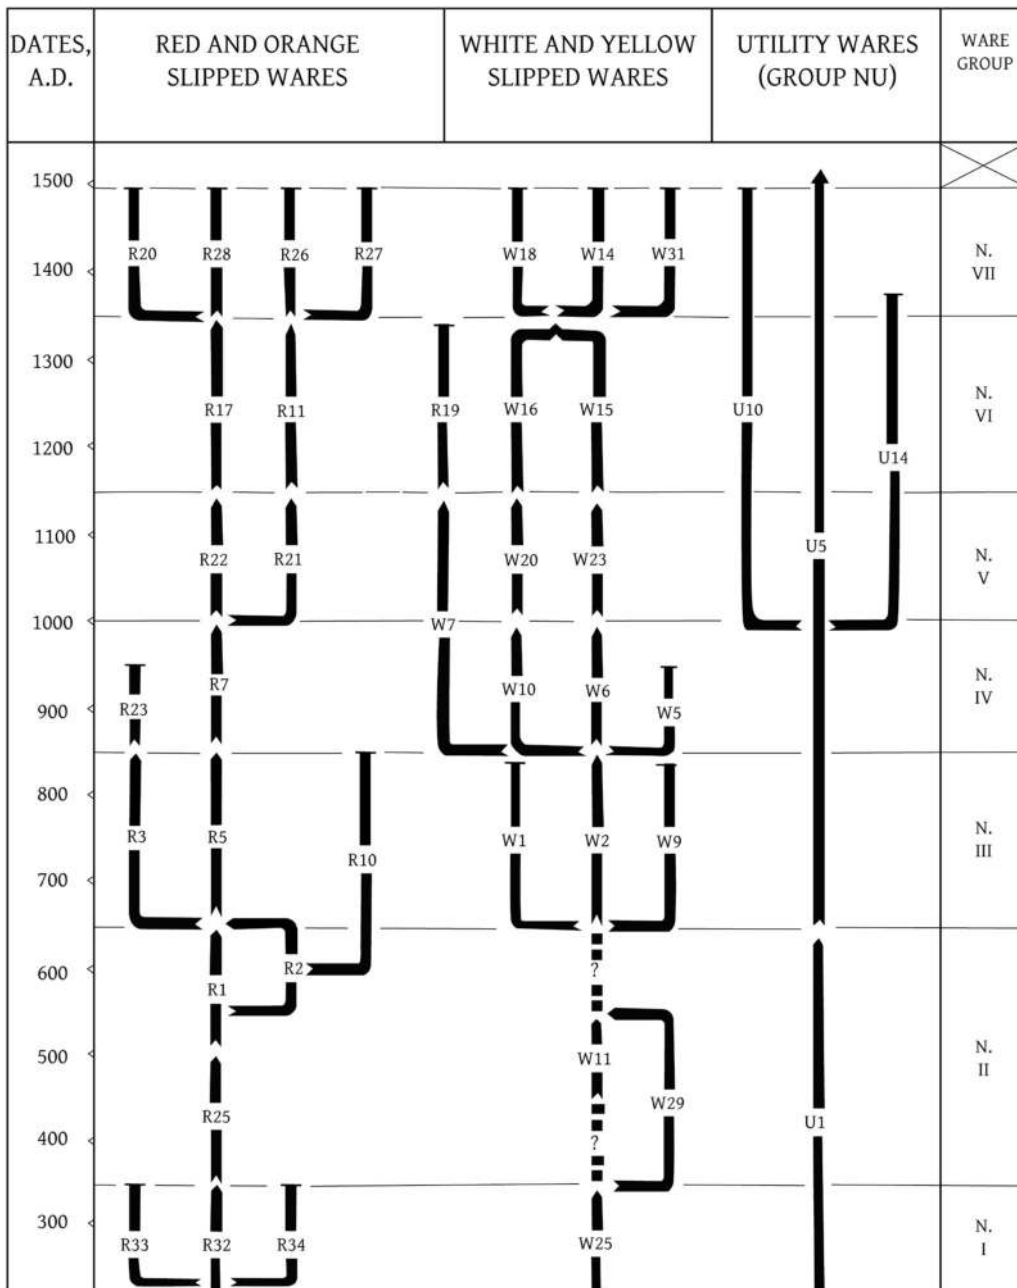 DATES, A.D.
RED AND ORANGE SLIPPED WARES
WHITE AND YELLOW SLIPPED WARES
UTILITY WARES (GROUP NU)
WARE GROUP
1500
R20 R28 R26 R27 W18 W14 W31 N. VII
1400
1300
R17 R11 R19 W16 W15 U10 N. VI
1200
U14
1100
R22 R21 W20 W23 U5 N. V
1000
W7
R7 W10 W6 N. IV
900
R23 W5
800
R3 R5 W1 W2 W9 N. III
R10
700
600
R2 ?
R1
500
W11 N. II
R25 W29 U1
400
?
300
R33 R32 R34 W25 N. I